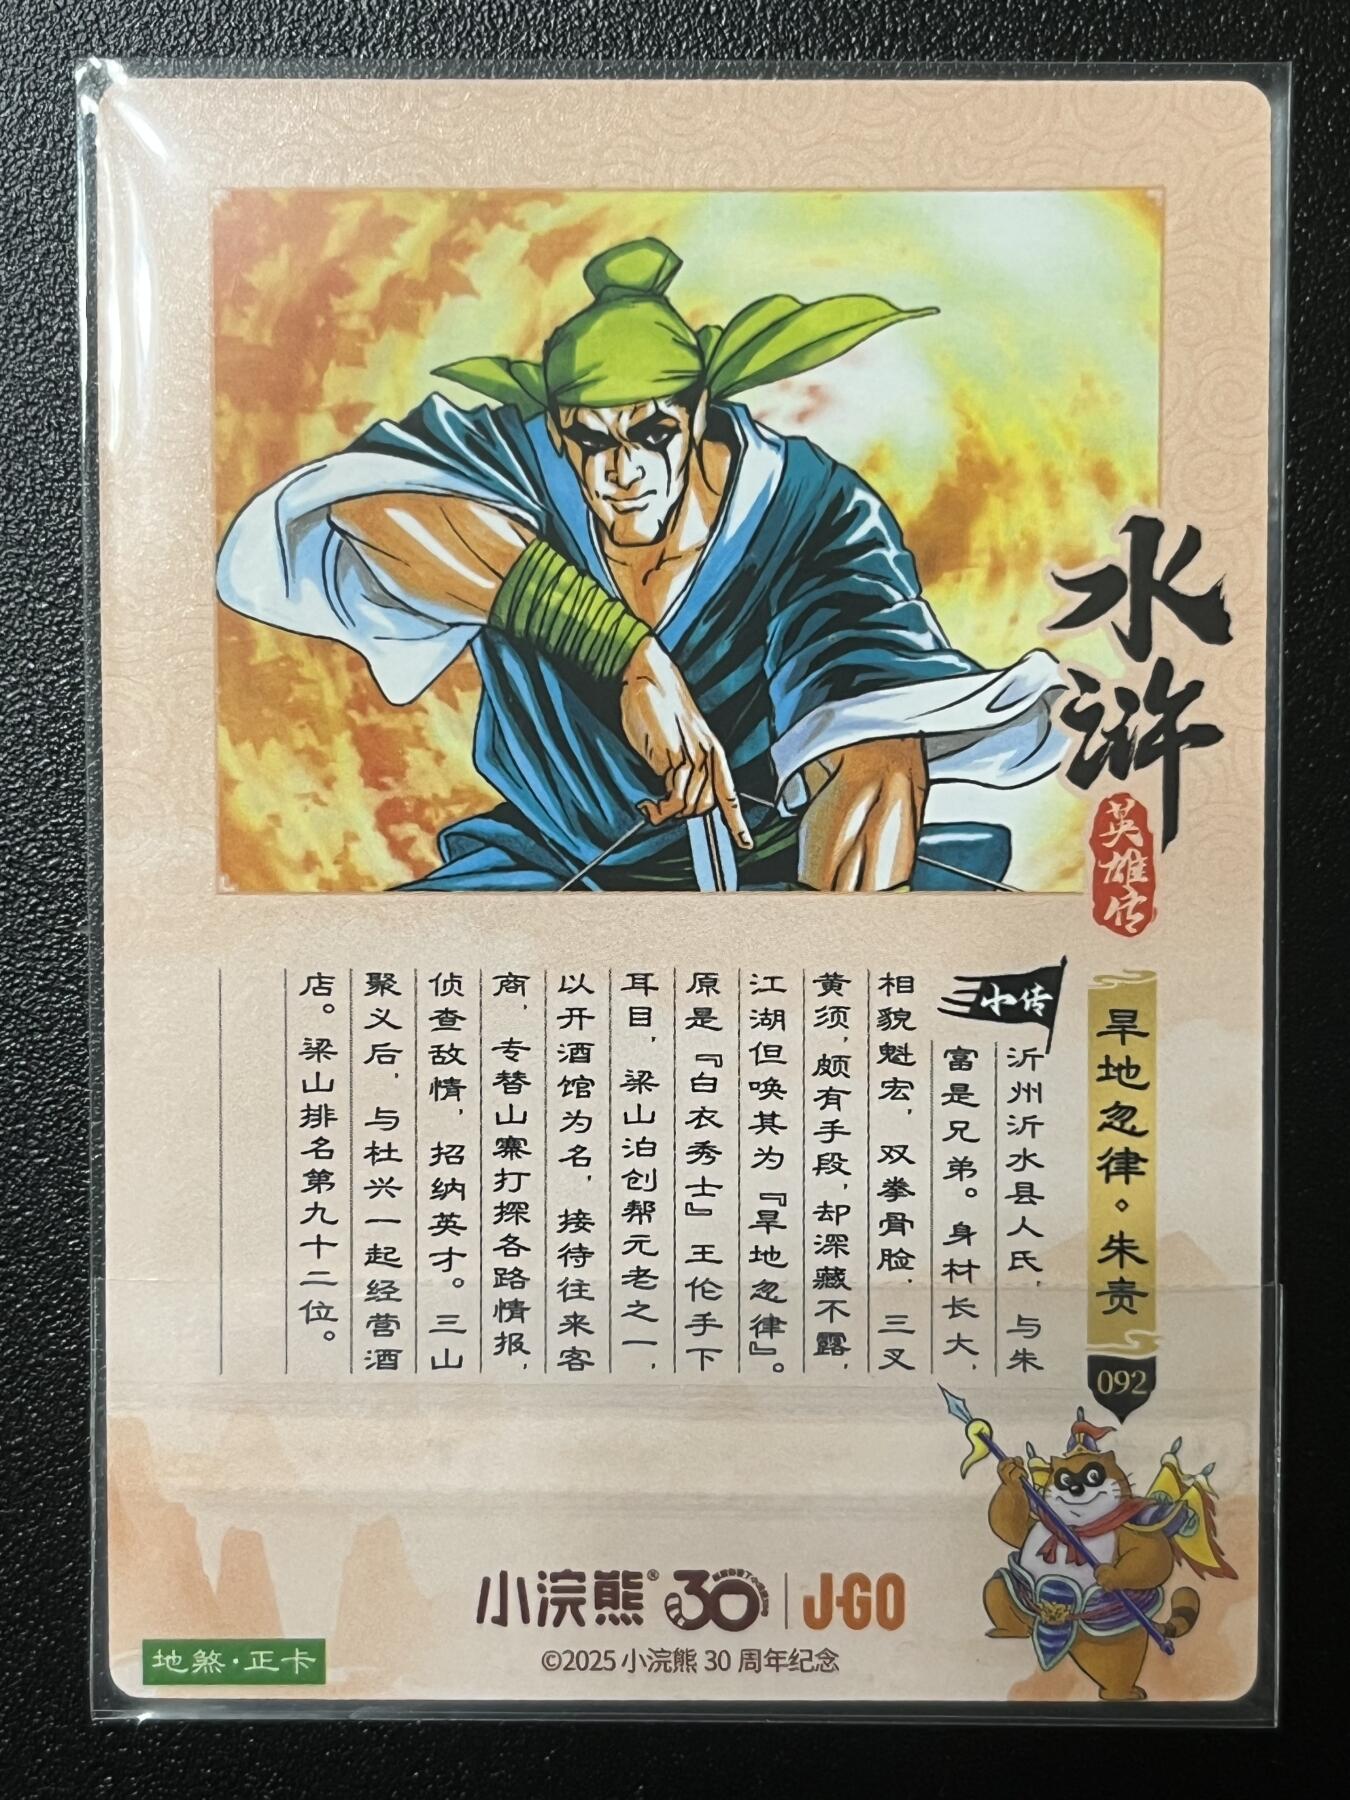 水浒
英雄传
旱地忽律·朱贵
092
小传
沂州沂水县人氏，与朱
富是兄弟。身材长大，
相貌魁宏，双拳骨脸，三叉
黄须，颇有手段，却深藏不露，
江湖但唤其为『旱地忽律』。
原是『白衣秀士』王伦手下
耳目，梁山泊创帮元老之一，
以开酒馆为名，接待往来客
商，专替山寨打探各路情报，
侦查敌情，招纳英才。三山
聚义后，与杜兴一起经营酒
店。梁山排名第九十二位。
小浣熊® 30 | J-GO
©2025 小浣熊 30 周年纪念
地煞·正卡